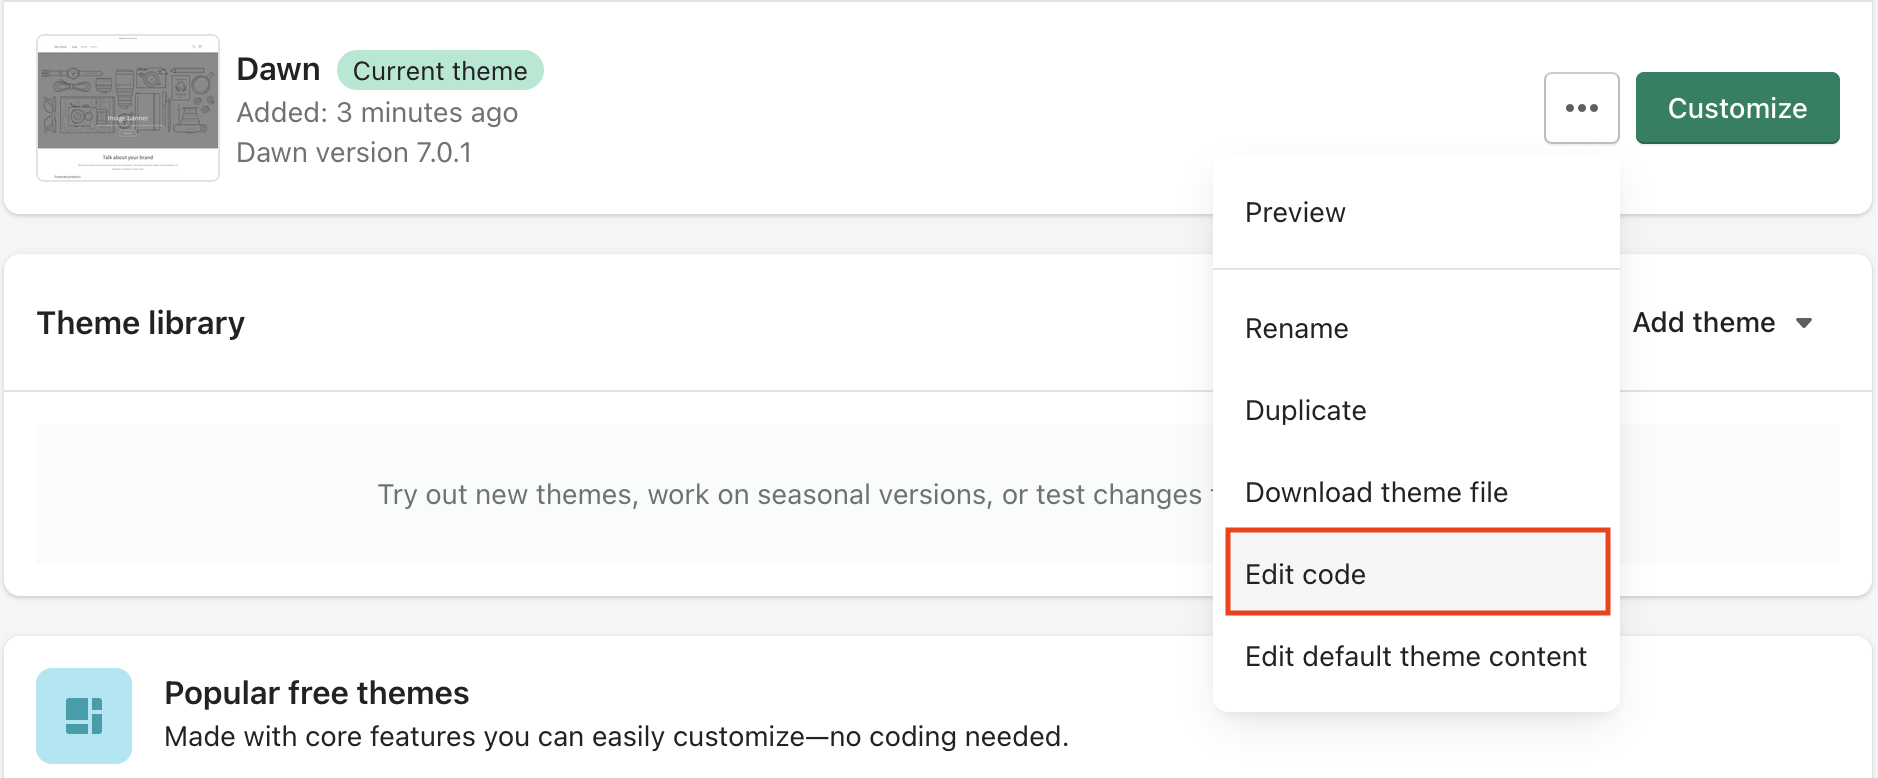 Dawn Current theme
Added: 3 minutes ago
Dawn version 7.0.1
Image banner
Talk about your brand
Customize
Preview
Rename
Duplicate
Download theme file
Edit code
Edit default theme content
Theme library
Add theme
Try out new themes, work on seasonal versions, or test changes
Popular free themes
Made with core features you can easily customize—no coding needed.